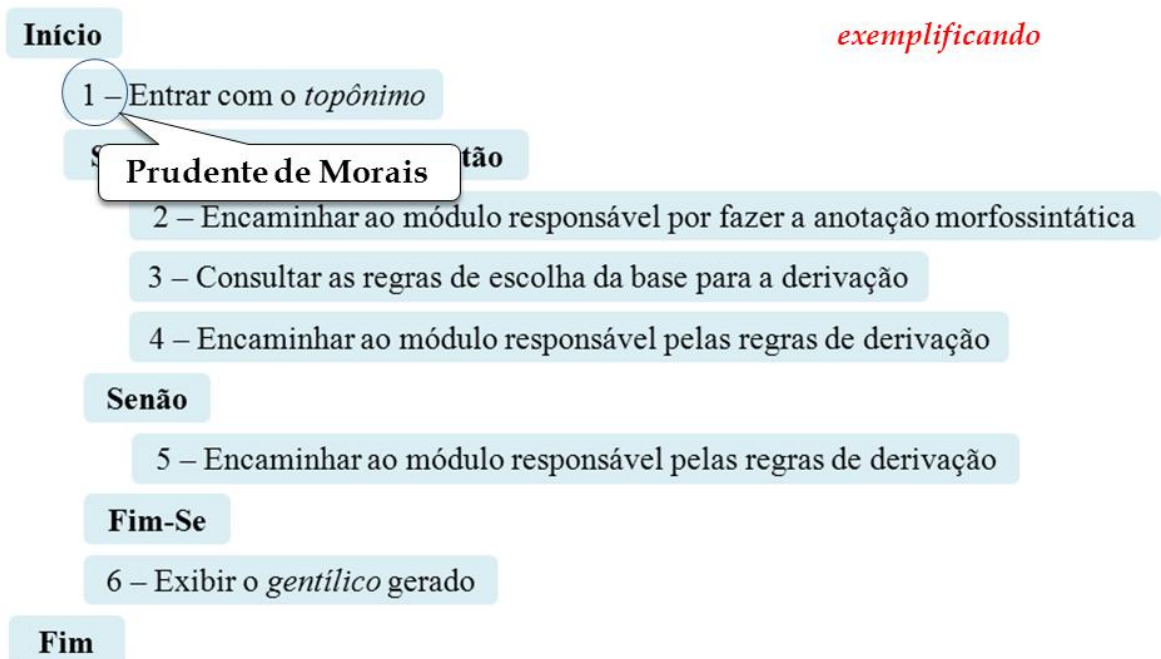 Início
exemplificando
1 – Entrar com o topônimo
S tão
Prudente de Morais
2 – Encaminhar ao módulo responsável por fazer a anotação morfossintática
3 – Consultar as regras de escolha da base para a derivação
4 – Encaminhar ao módulo responsável pelas regras de derivação
Senão
5 – Encaminhar ao módulo responsável pelas regras de derivação
Fim-Se
6 – Exibir o gentílico gerado
Fim